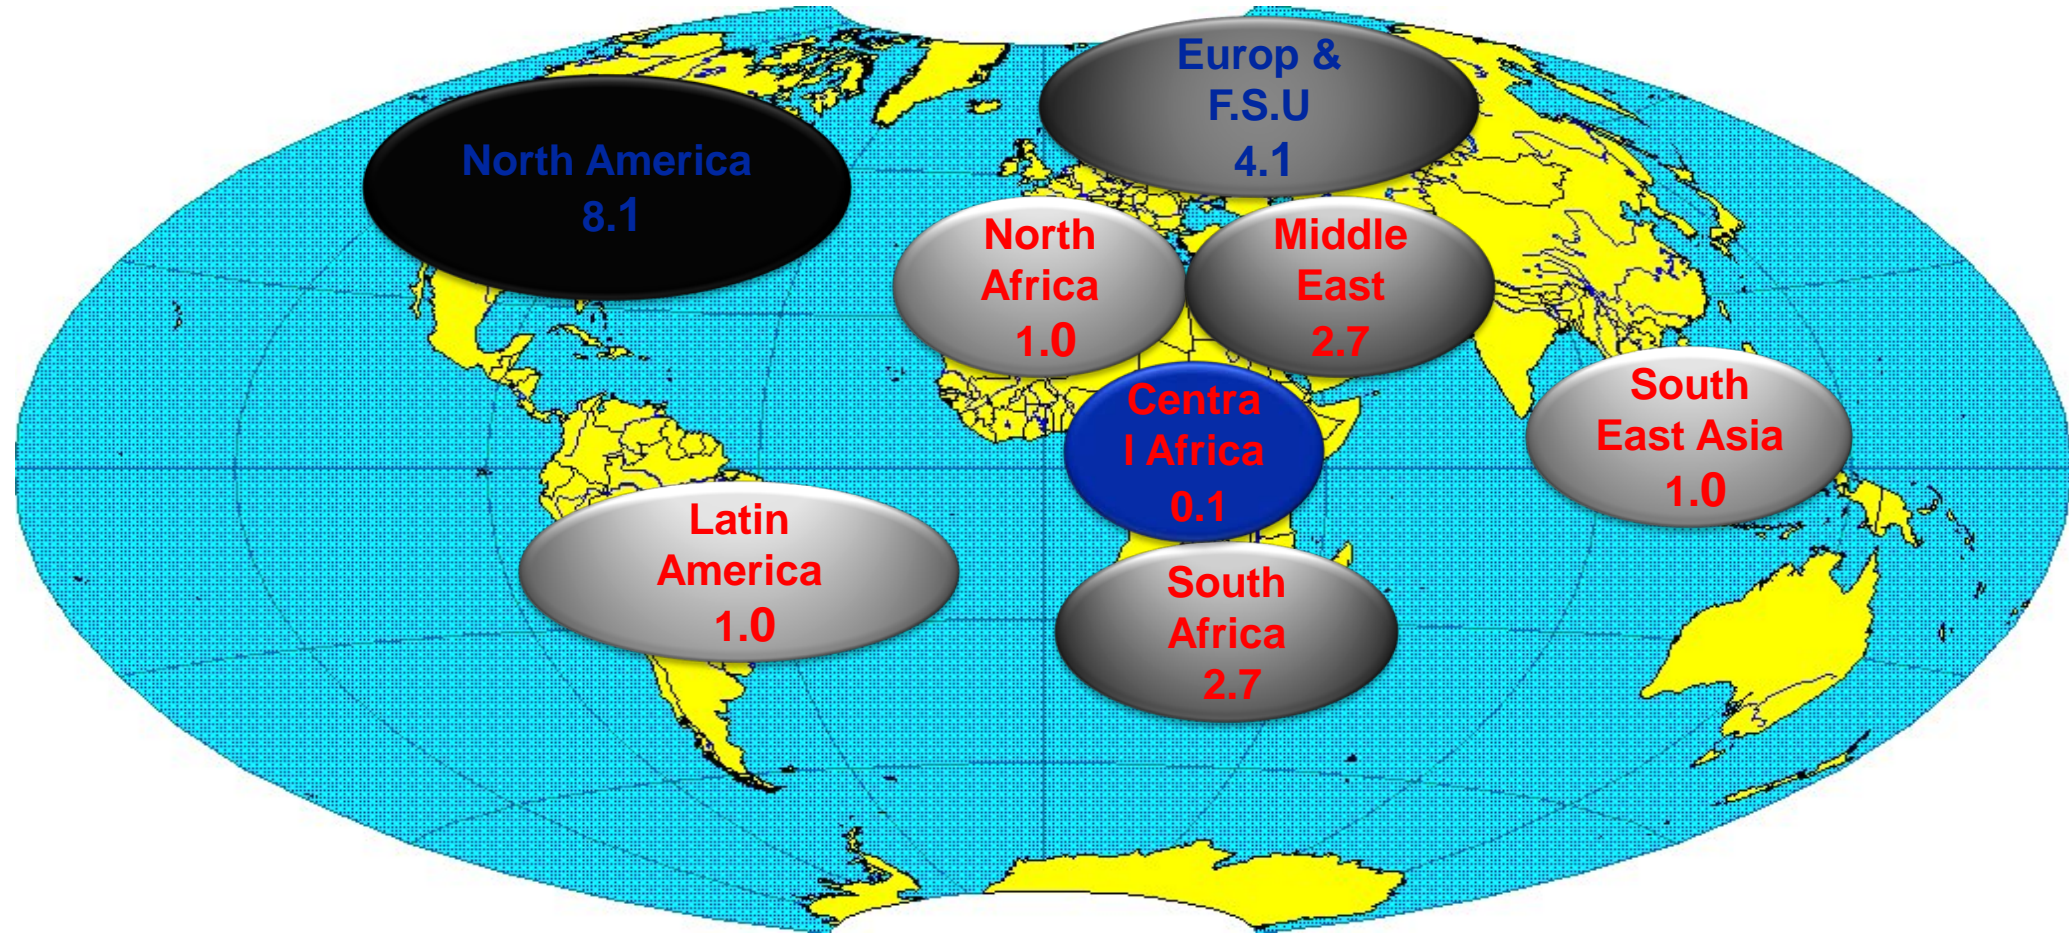 Europ &
F.S.U
4.1
North America
8.1
North
Africa
1.0
Middle
East
2.7
Centra
l Africa
0.1
South
East Asia
1.0
Latin
America
1.0
South
Africa
2.7